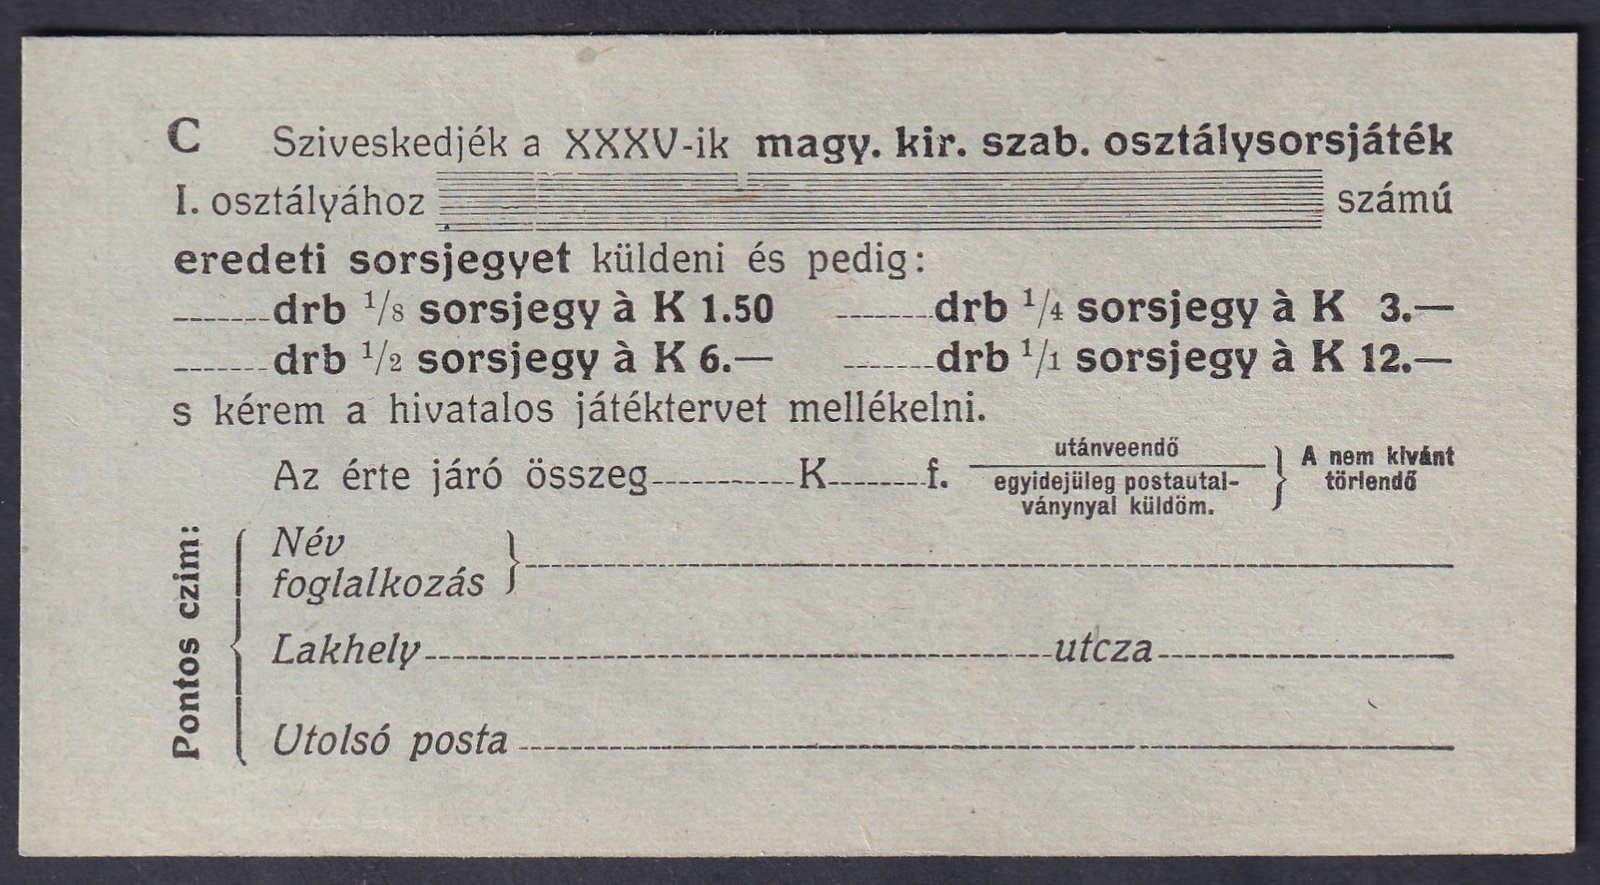 C Sziveskedjék a XXXV-ik magy. kir. szab. osztálysorsjáték
I. osztályához számú
eredeti sorsjegyet küldeni és pedig:
drb 1/8 sorsjegy à K 1.50 drb 1/4 sorsjegy à K 3.—
drb 1/2 sorsjegy à K 6.— drb 1/1 sorsjegy à K 12.—
s kérem a hivatalos játéktervet mellékelni.
Az érte járó összeg K f.
utánveendő
egyidejüleg postautal-
ványnyal küldöm.
A nem kivánt
törlendő
Pontos czim:
Név
foglalkozás
Lakhely utcza
Utolsó posta